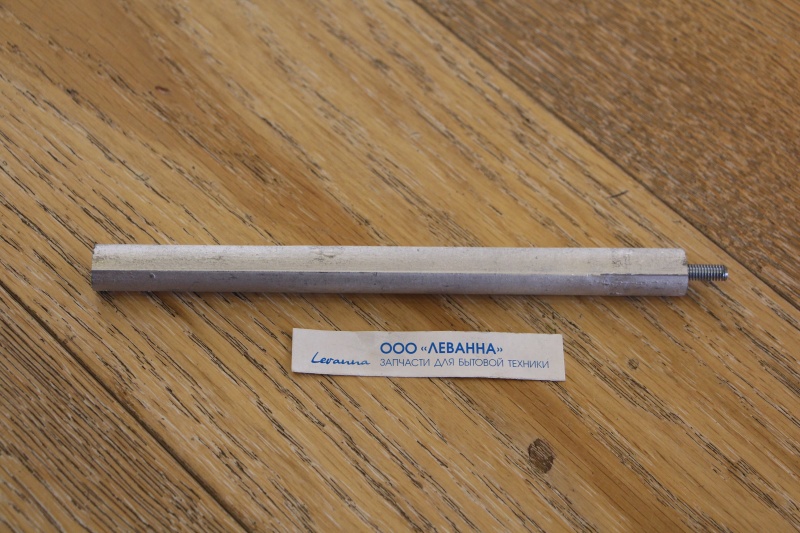 ООО «ЛЕВАННА»
Levanna ЗАПЧАСТИ ДЛЯ БЫТОВОЙ ТЕХНИКИ